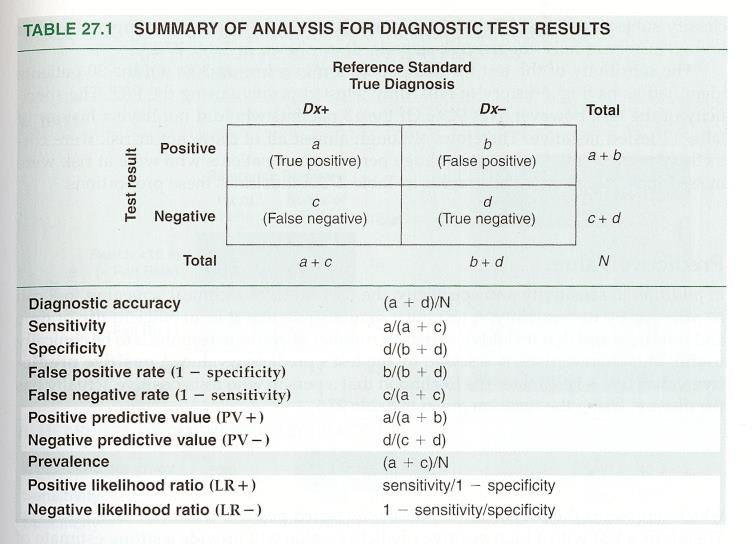 TABLE 27.1 SUMMARY OF ANALYSIS FOR DIAGNOSTIC TEST RESULTS
Reference Standard
True Diagnosis
Dx+ Dx– Total
Test result
Positive a b a + b
(True positive) (False positive)
Negative c d c + d
(False negative) (True negative)
Total a + c b + d N
Diagnostic accuracy (a + d)/N
Sensitivity a/(a + c)
Specificity d/(b + d)
False positive rate (1 – specificity) b/(b + d)
False negative rate (1 – sensitivity) c/(a + c)
Positive predictive value (PV+) a/(a + b)
Negative predictive value (PV–) d/(c + d)
Prevalence (a + c)/N
Positive likelihood ratio (LR+) sensitivity/1 – specificity
Negative likelihood ratio (LR–) 1 – sensitivity/specificity